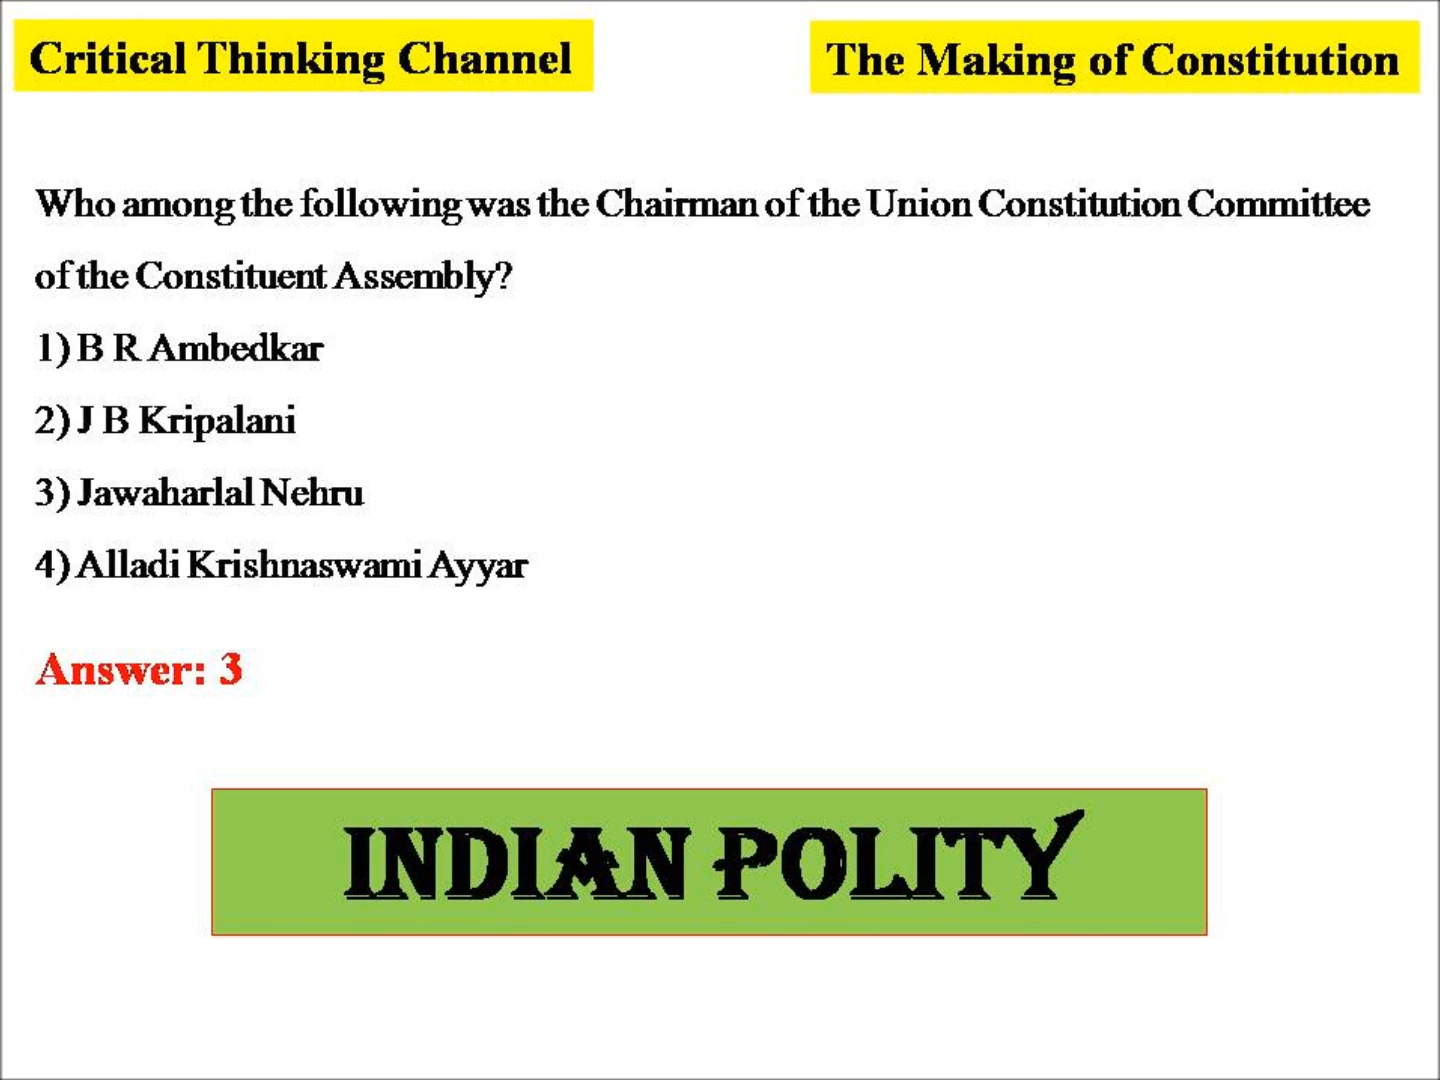 Critical Thinking Channel
The Making of Constitution
Who among the following was the Chairman of the Union Constitution Committee
of the Constituent Assembly?
1) B R Ambedkar
2) J B Kripalani
3) Jawaharlal Nehru
4) Alladi Krishnaswami Ayyar
Answer: 3
INDIAN POLITY